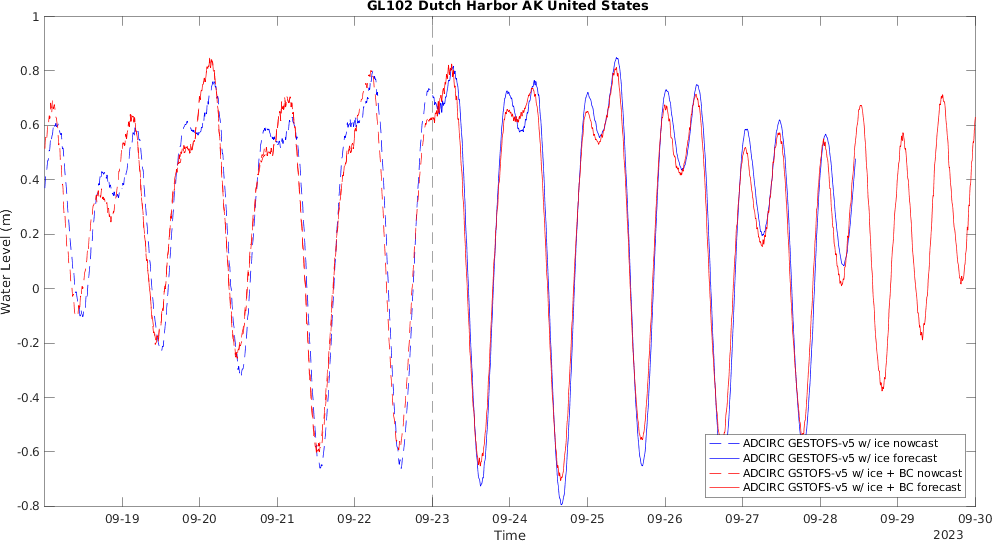 GL102 Dutch Harbor AK United States
1
0.8
0.6
0.4
0.2
0
-0.2
-0.4
-0.6
-0.8
Water Level (m)
09-19 09-20 09-21 09-22 09-23 09-24 09-25 09-26 09-27 09-28 09-29 09-30
Time
2023
ADCIRC GESTOFS-v5 w/ ice nowcast
ADCIRC GESTOFS-v5 w/ ice forecast
ADCIRC GSTOFS-v5 w/ ice + BC nowcast
ADCIRC GSTOFS-v5 w/ ice + BC forecast